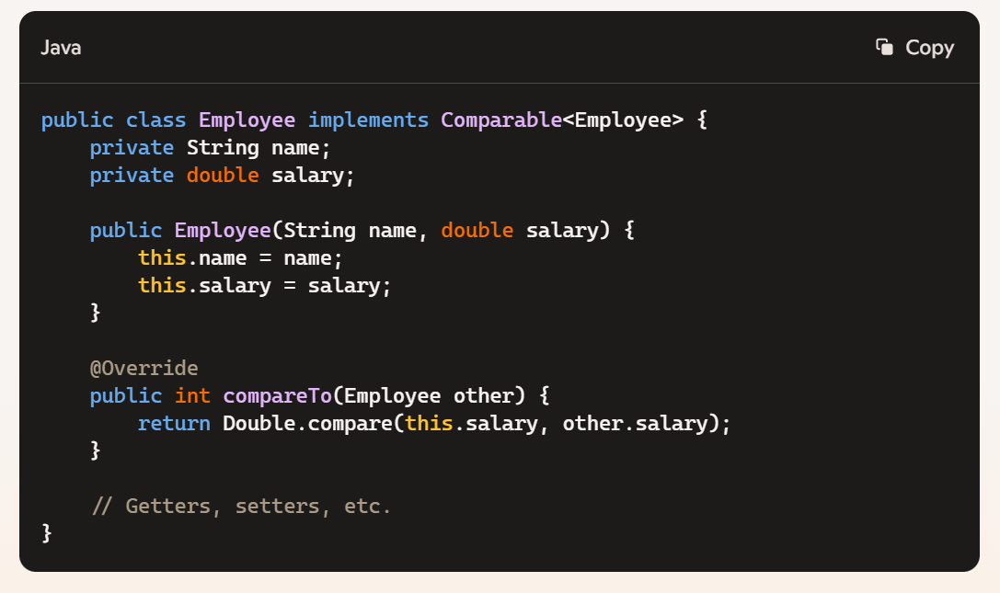 Java
Copy
public class Employee implements Comparable<Employee> {
    private String name;
    private double salary;

    public Employee(String name, double salary) {
        this.name = name;
        this.salary = salary;
    }

    @Override
    public int compareTo(Employee other) {
        return Double.compare(this.salary, other.salary);
    }

    // Getters, setters, etc.
}